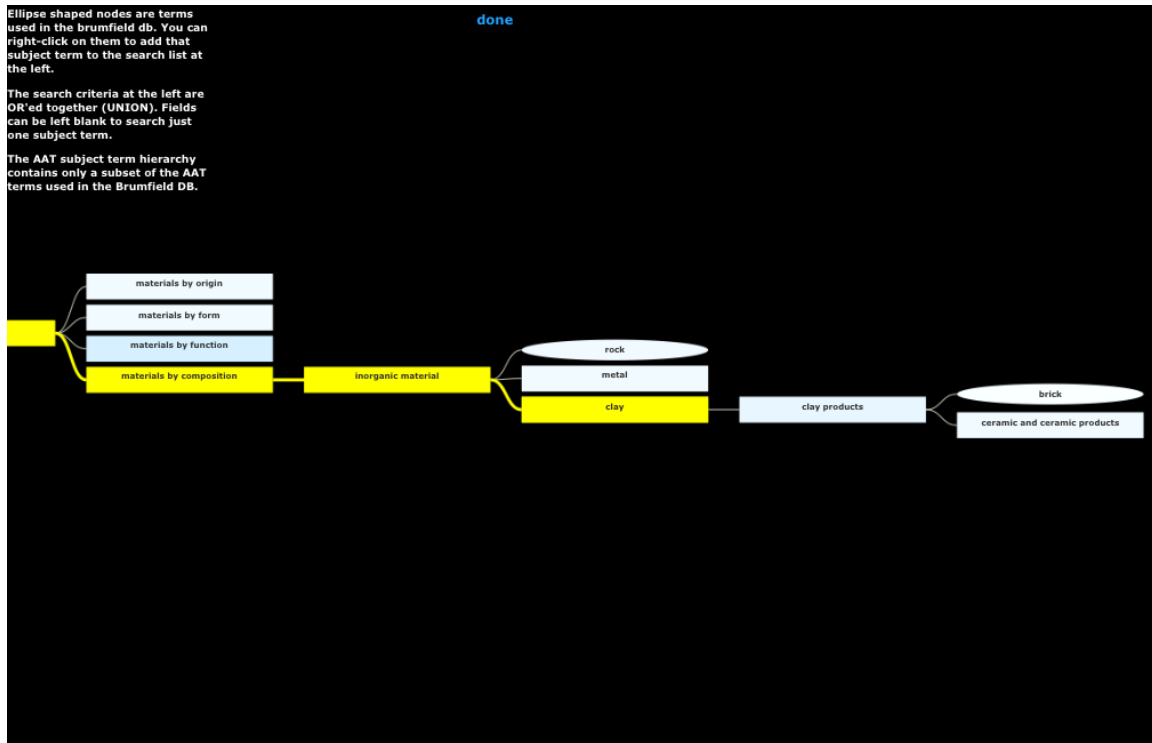 Ellipse shaped nodes are terms
used in the brumfield db. You can
right-click on them to add that
subject term to the search list at
the left.
The search criteria at the left are
OR'ed together (UNION). Fields
can be left blank to search just
one subject term.
The AAT subject term hierarchy
contains only a subset of the AAT
terms used in the Brumfield DB.
done
materials by origin
materials by form
materials by function
materials by composition
inorganic material
rock
metal
clay
clay products
brick
ceramic and ceramic products